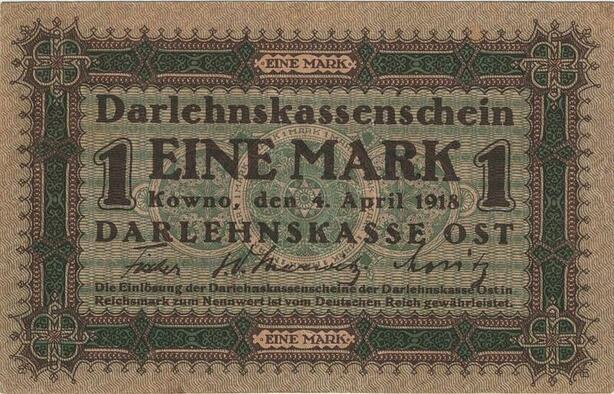 EINE MARK
Darlehnskassenschein
1 EINE MARK 1
Kowno, den 4. April 1918
DARLEHNSKASSE OST
Die Einlösung der Darlehnskassenscheine der Darlehnskasse Ost in
Reichsmark zum Nennwert ist vom Deutschen Reich gewährleistet.
EINE MARK